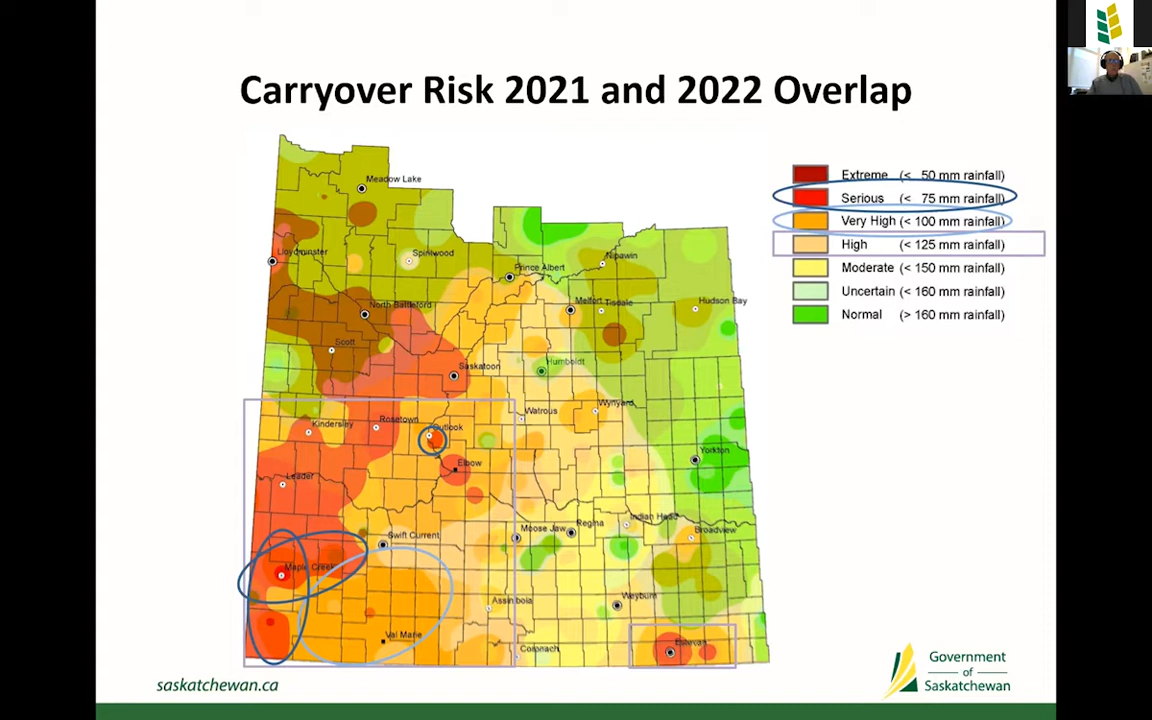 Carryover Risk 2021 and 2022 Overlap
Extreme (< 50 mm rainfall)
Serious (< 75 mm rainfall)
Very High (< 100 mm rainfall)
High (< 125 mm rainfall)
Moderate (< 150 mm rainfall)
Uncertain (< 160 mm rainfall)
Normal (> 160 mm rainfall)
Meadow Lake
Lloydminster
Spiritwood
Prince Albert
Nipawin
North Battleford
Melfort
Tisdale
Hudson Bay
Scott
Saskatoon
Humboldt
Kindersley
Rosetown
Outlook
Watrous
Wynyard
Elbow
Yorkton
Leader
Swift Current
Moose Jaw
Regina
Indian Head
Broadview
Maple Creek
Assiniboia
Weyburn
Val Marie
Coronach
Estevan
saskatchewan.ca
Government
of
Saskatchewan